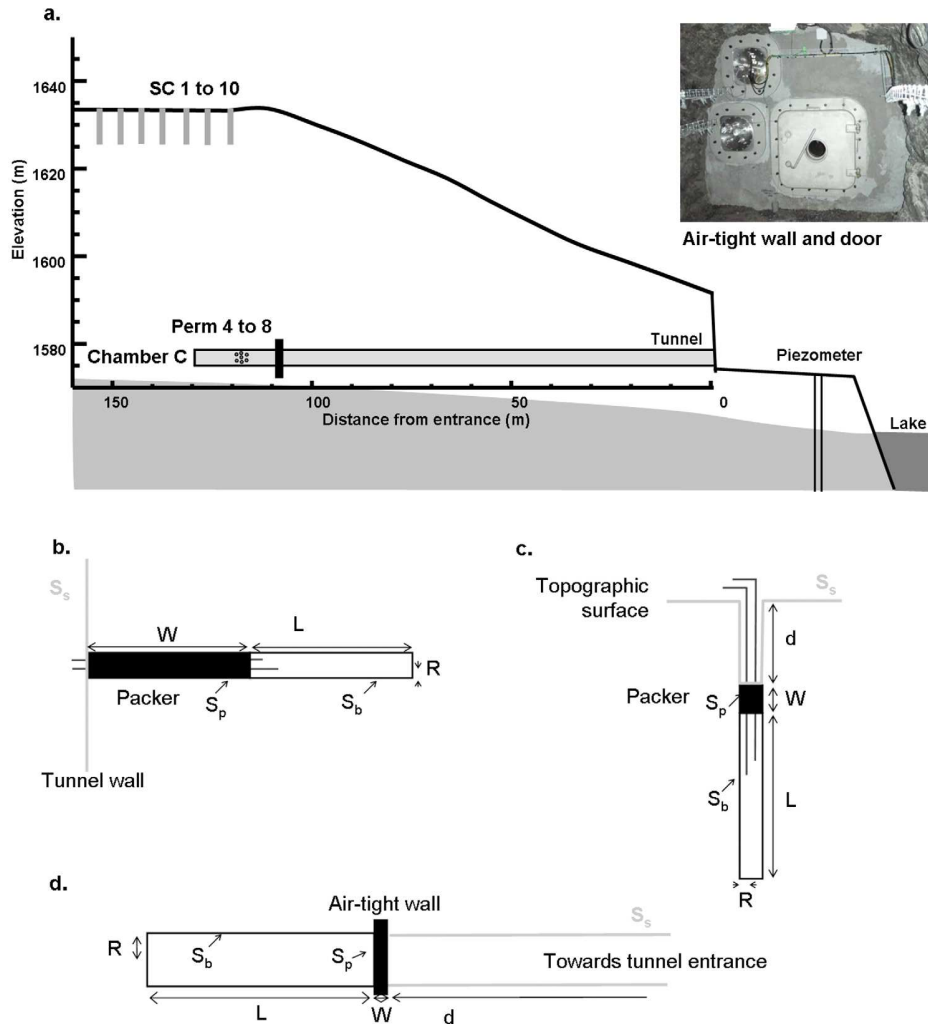 a.
SC 1 to 10
1640
1620
1600
1580
Elevation (m)
Air-tight wall and door
Perm 4 to 8
Chamber C
Tunnel
Piezometer
150
100
50
0
Distance from entrance (m)
Lake
b.
Ss
W
L
R
Packer
Sp
Sb
Tunnel wall
c.
Topographic
surface
Ss
d
Packer
Sp
W
Sb
L
R
d.
Air-tight wall
Ss
R
Sb
Sp
Towards tunnel entrance
L
W
d